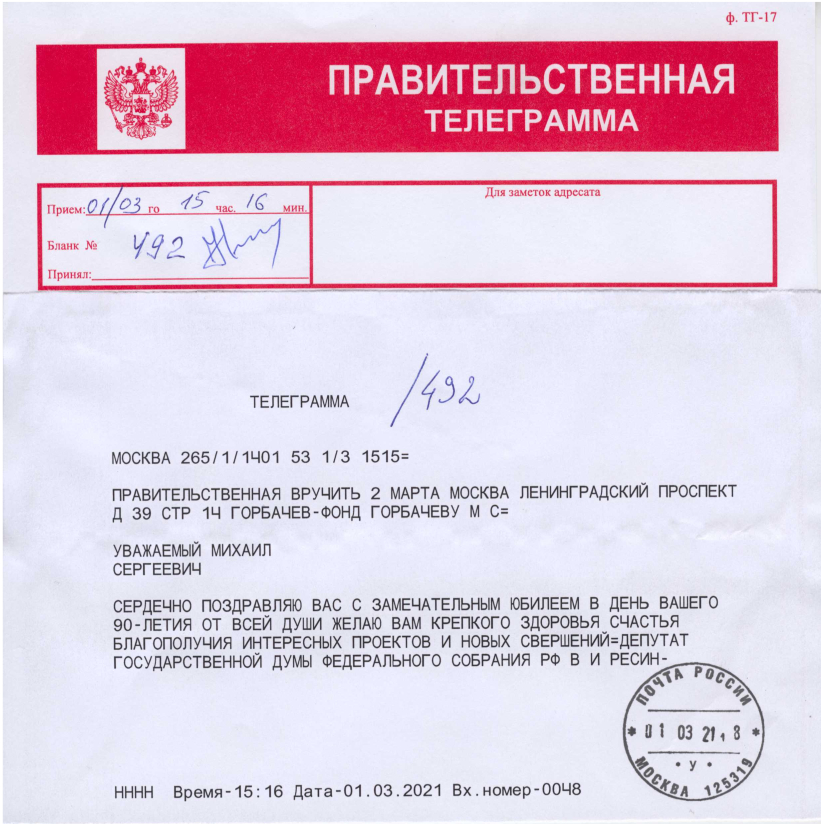 ф. ТГ-17
ПРАВИТЕЛЬСТВЕННАЯ
ТЕЛЕГРАММА
Прием: 01/03 го 15 час. 16 мин.
Для заметок адресата
Бланк № 492
Принял:
ТЕЛЕГРАММА /492
МОСКВА 265/1/1Ч01 53 1/3 1515=
ПРАВИТЕЛЬСТВЕННАЯ ВРУЧИТЬ 2 МАРТА МОСКВА ЛЕНИНГРАДСКИЙ ПРОСПЕКТ
Д 39 СТР 1Ч ГОРБАЧЕВ-ФОНД ГОРБАЧЕВУ М С=
УВАЖАЕМЫЙ МИХАИЛ
СЕРГЕЕВИЧ
СЕРДЕЧНО ПОЗДРАВЛЯЮ ВАС С ЗАМЕЧАТЕЛЬНЫМ ЮБИЛЕЕМ В ДЕНЬ ВАШЕГО
90-ЛЕТИЯ ОТ ВСЕЙ ДУШИ ЖЕЛАЮ ВАМ КРЕПКОГО ЗДОРОВЬЯ СЧАСТЬЯ
БЛАГОПОЛУЧИЯ ИНТЕРЕСНЫХ ПРОЕКТОВ И НОВЫХ СВЕРШЕНИЙ=ДЕПУТАТ
ГОСУДАРСТВЕННОЙ ДУМЫ ФЕДЕРАЛЬНОГО СОБРАНИЯ РФ В И РЕСИН-
ПОЧТА РОССИИ
* 01 03 21 18 *
• У •
МОСКВА 125319
НННН Время-15:16 Дата-01.03.2021 Вх.номер-00Ч8